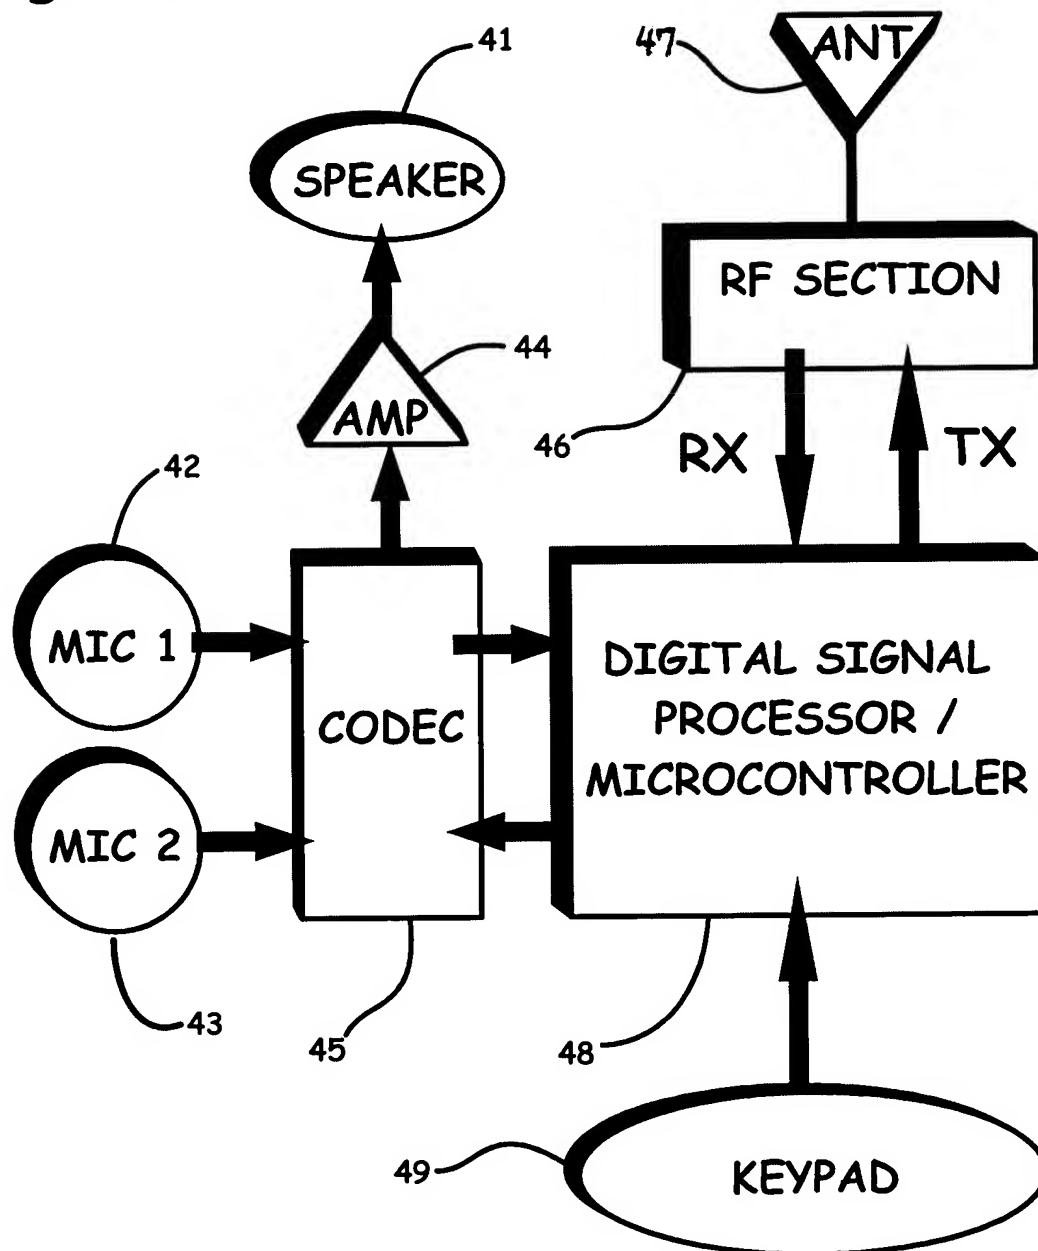 41
47
ANT
SPEAKER
RF SECTION
44
AMP
46
RX
TX
42
MIC 1
DIGITAL SIGNAL
PROCESSOR /
MICROCONTROLLER
CODEC
MIC 2
43
45
48
49
KEYPAD